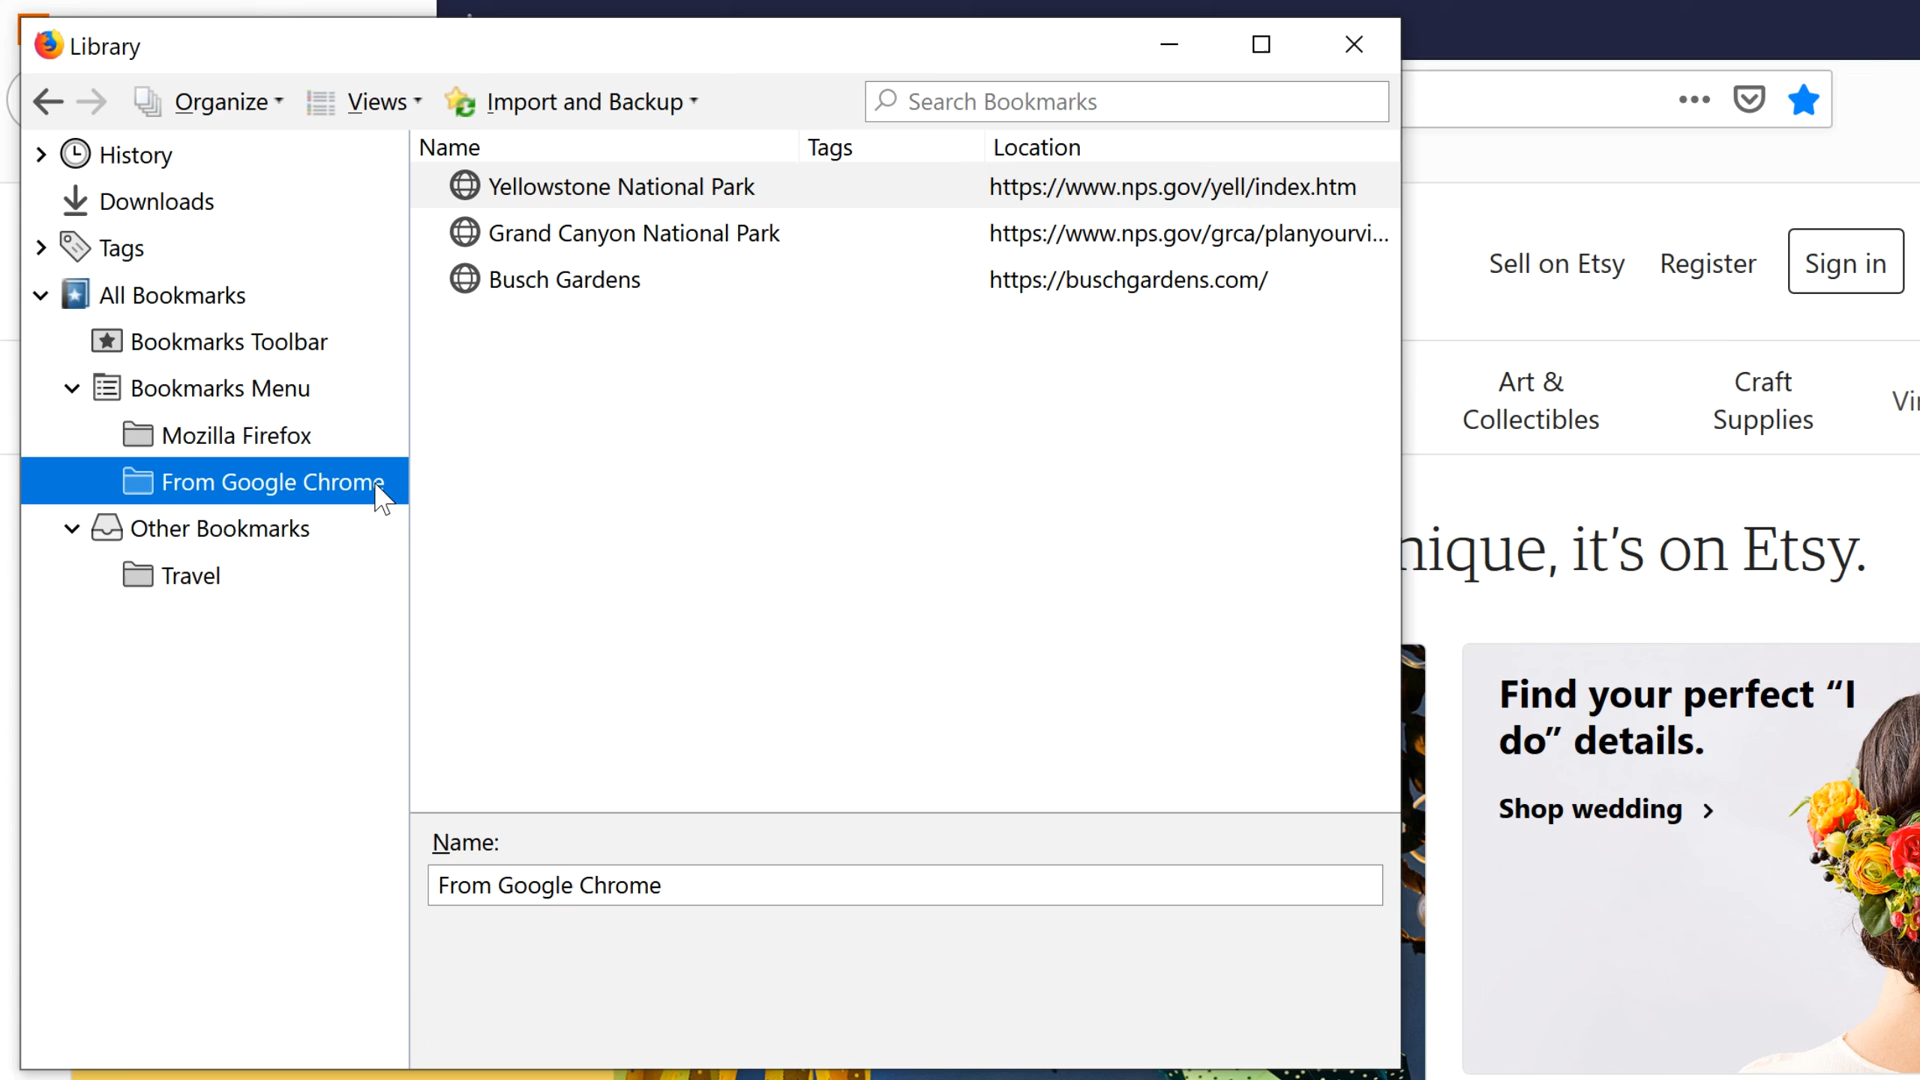 Library
Organize
Views
Import and Backup
Search Bookmarks
History
Downloads
Tags
All Bookmarks
Bookmarks Toolbar
Bookmarks Menu
Mozilla Firefox
From Google Chrome
Other Bookmarks
Travel
Name Tags Location
Yellowstone National Park https://www.nps.gov/yell/index.htm
Grand Canyon National Park https://www.nps.gov/grca/planyourvi...
Busch Gardens https://buschgardens.com/
Name:
From Google Chrome
Sell on Etsy Register Sign in
Art &
Collectibles
Craft
Supplies
it's on Etsy.
Find your perfect “I
do” details.
Shop wedding